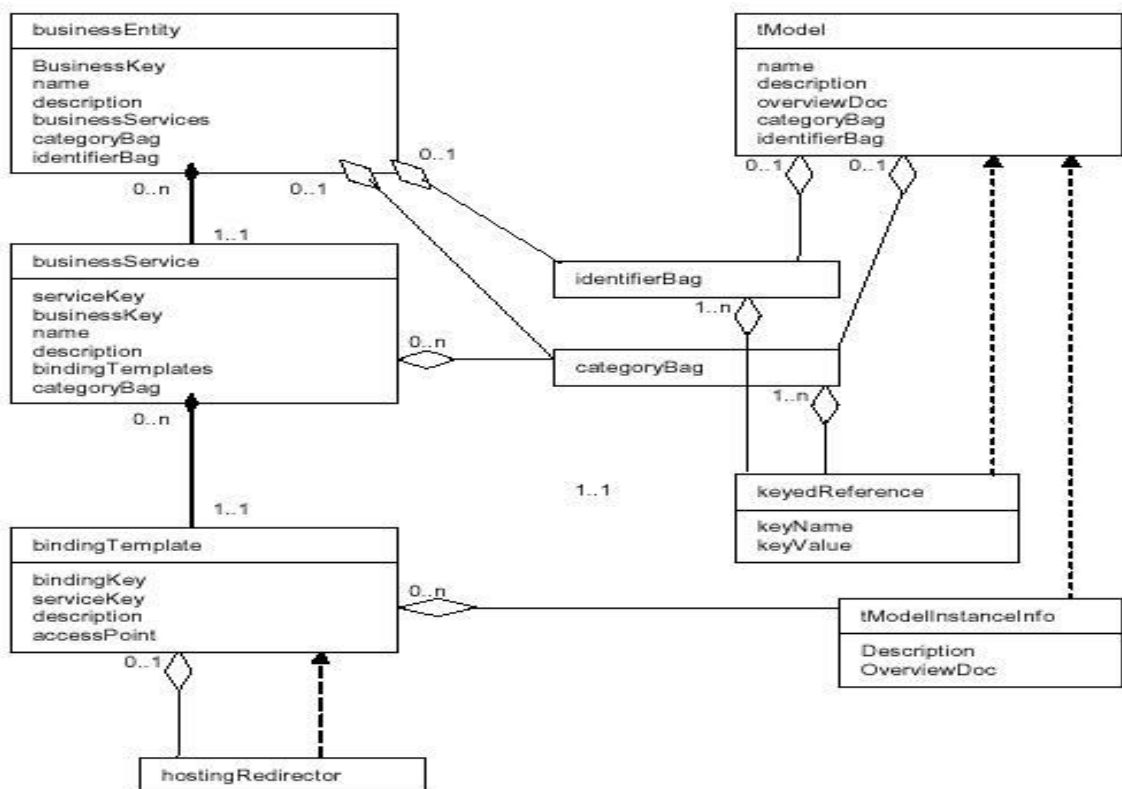 businessEntity
BusinessKey
name
description
businessServices
categoryBag
identifierBag
tModel
name
description
overviewDoc
categoryBag
identifierBag
0..n
0..1
0..1
0..1
0..1
1..1
businessService
serviceKey
businessKey
name
description
bindingTemplates
categoryBag
identifierBag
1..n
0..n
categoryBag
1..n
0..n
1..1
1..1
keyedReference
keyName
keyValue
bindingTemplate
bindingKey
serviceKey
description
accessPoint
0..n
tModelInstanceInfo
Description
OverviewDoc
0..1
hostingRedirector